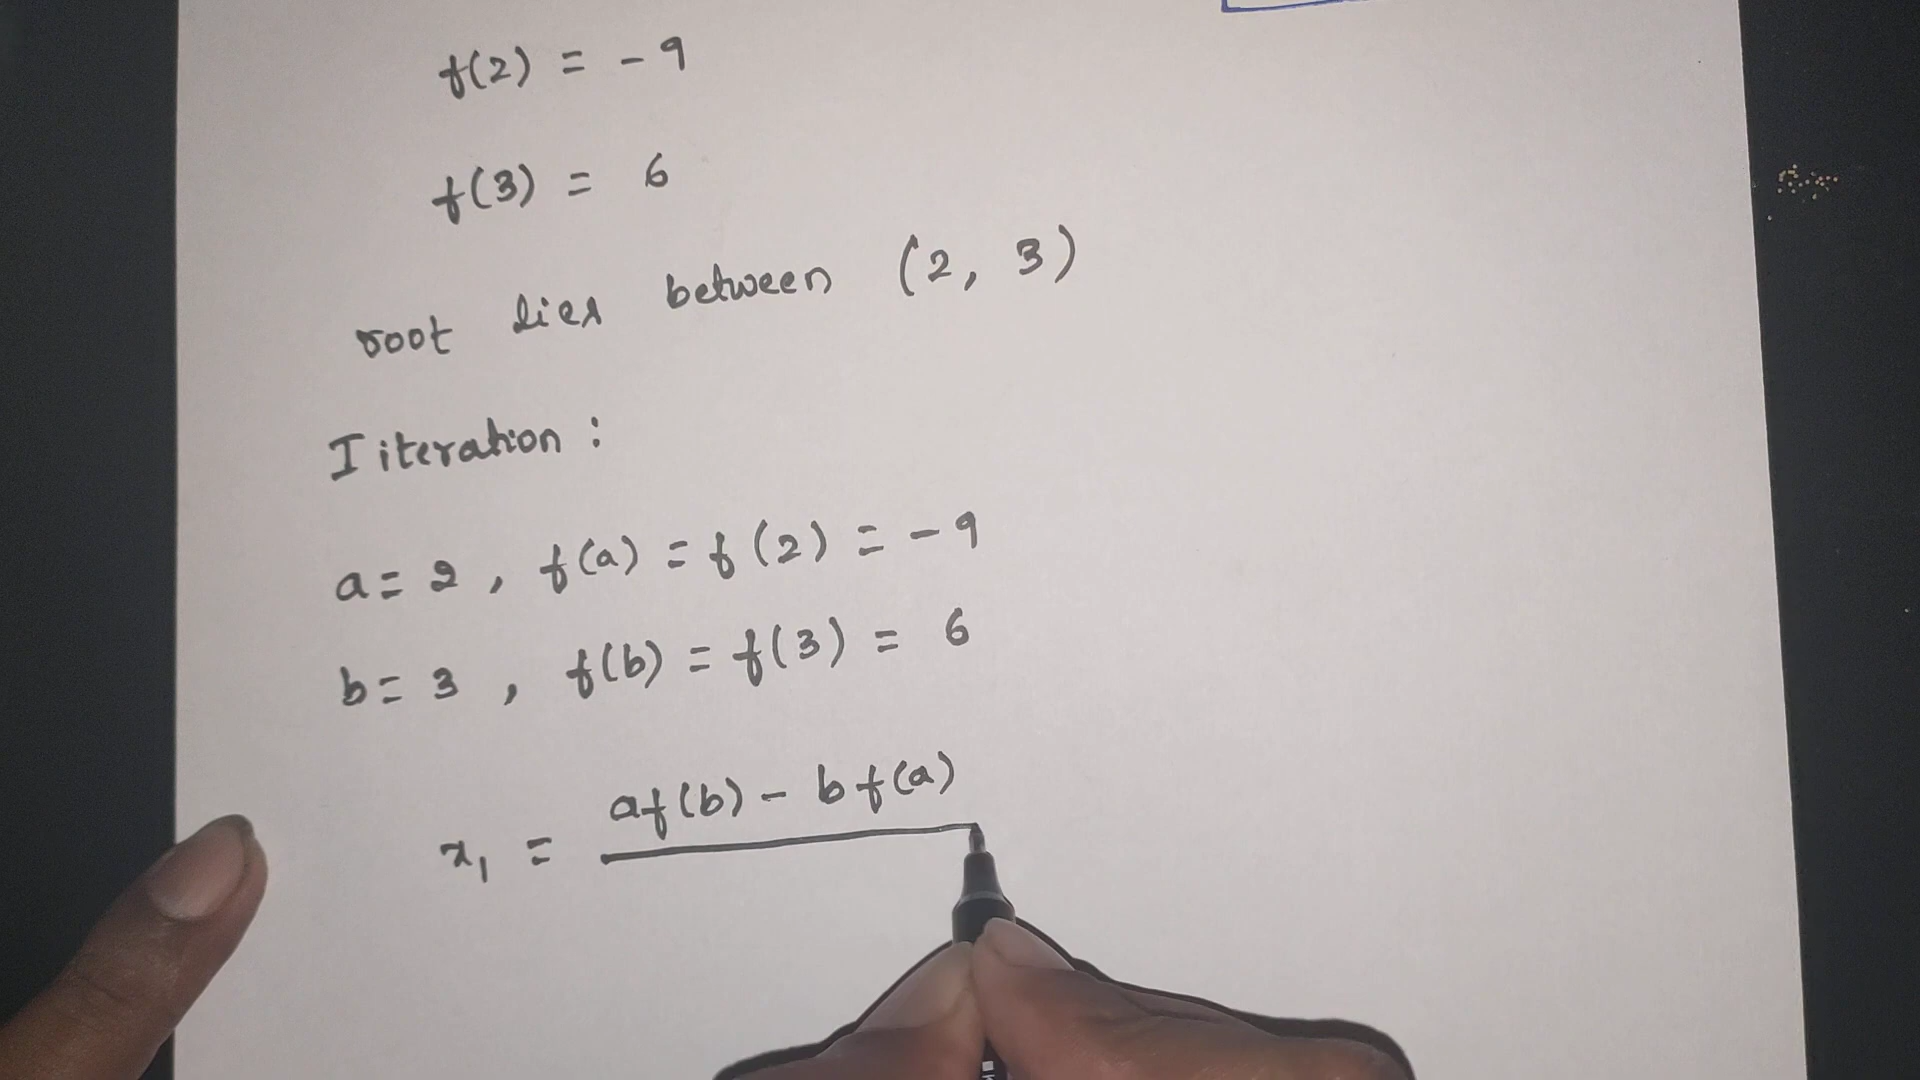 f(2) = - 9
f(3) = 6
root lies between (2, 3)
I iteration :
a = 2 , f(a) = f(2) = - 9
b = 3 , f(b) = f(3) = 6
af(b) - bf(a)
x₁ =